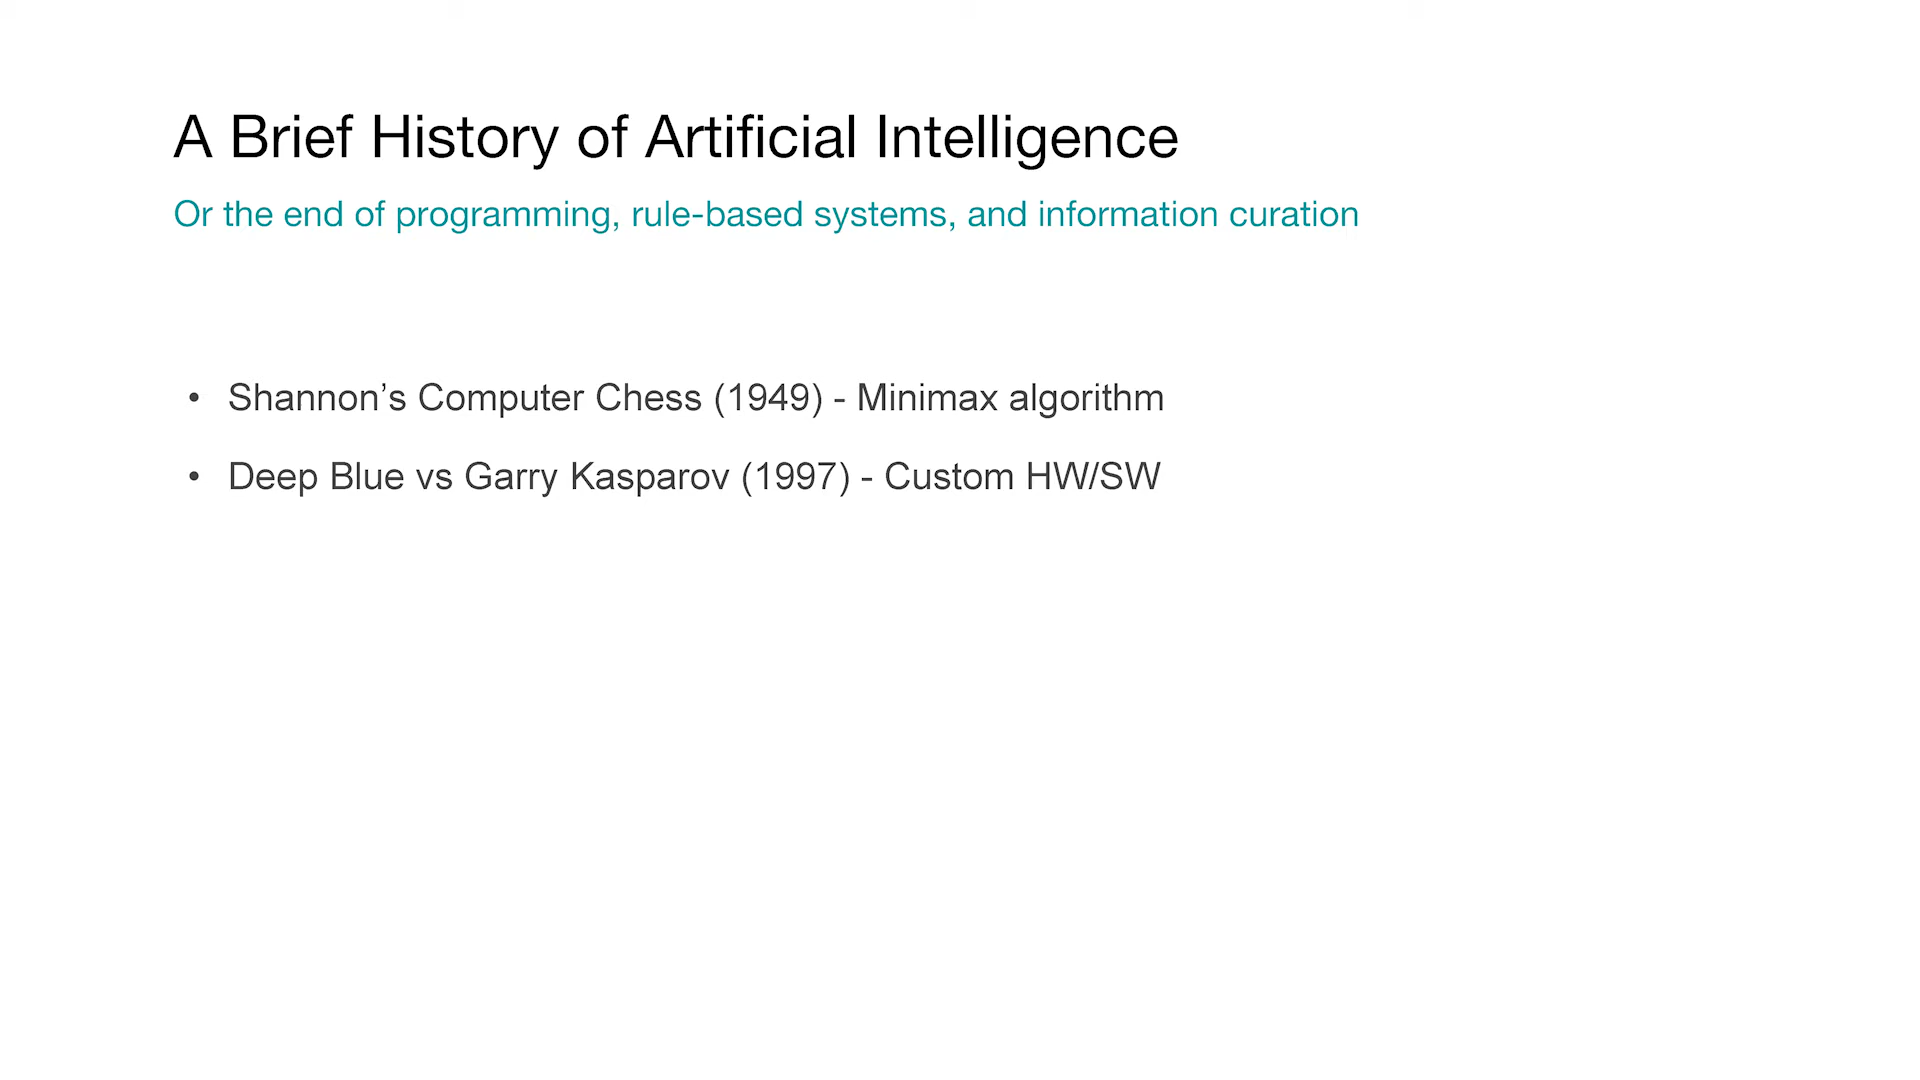 A Brief History of Artificial Intelligence
Or the end of programming, rule-based systems, and information curation
• Shannon’s Computer Chess (1949) - Minimax algorithm
• Deep Blue vs Garry Kasparov (1997) - Custom HW/SW